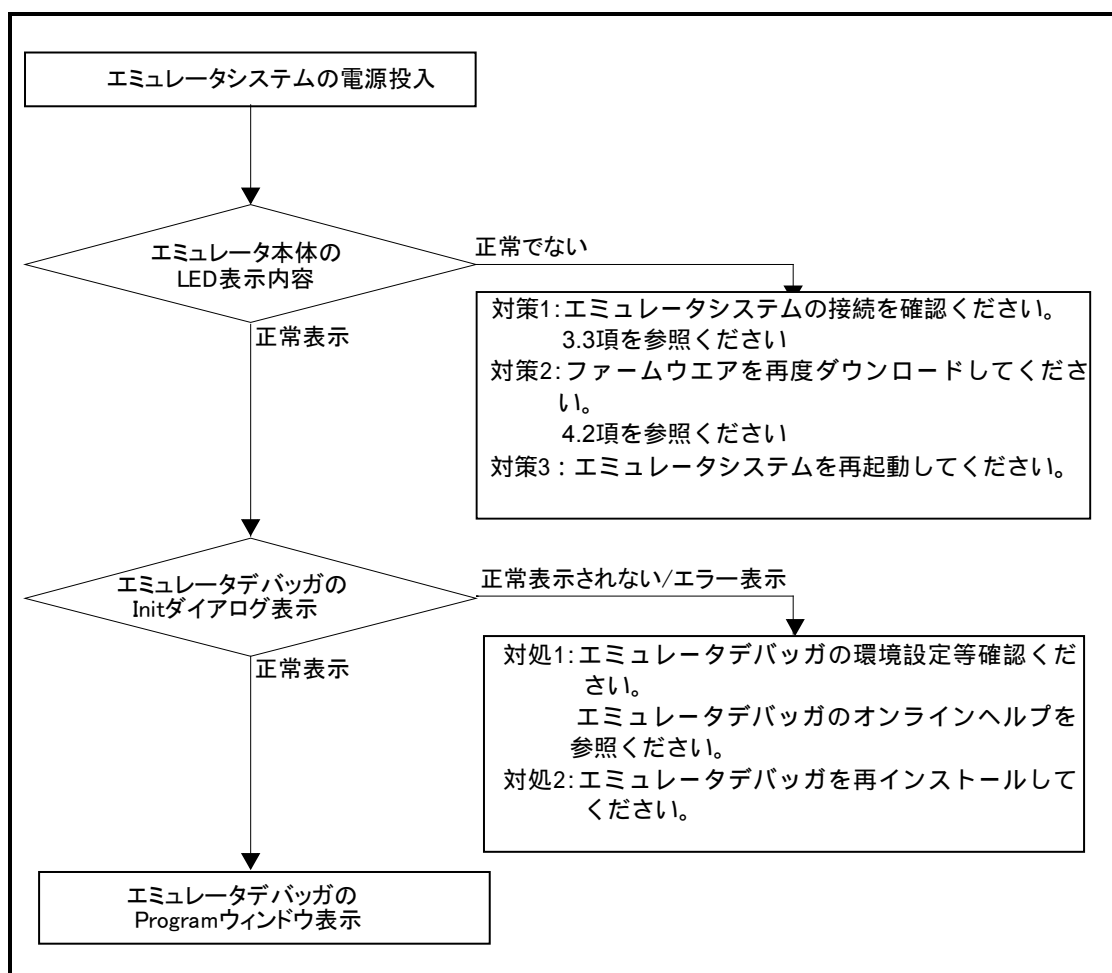 エミュレータシステムの電源投入
エミュレータ本体の
LED表示内容
正常でない
正常表示
対策1:エミュレータシステムの接続を確認ください。
3.3項を参照ください
対策2:ファームウエアを再度ダウンロードしてくださ
い。
4.2項を参照ください
対策3：エミュレータシステムを再起動してください。
エミュレータデバッガの
Initダイアログ表示
正常表示されない/エラー表示
正常表示
対処1:エミュレータデバッガの環境設定等確認くだ
さい。
エミュレータデバッガのオンラインヘルプを
参照ください。
対処2:エミュレータデバッガを再インストールして
ください。
エミュレータデバッガの
Programウィンドウ表示